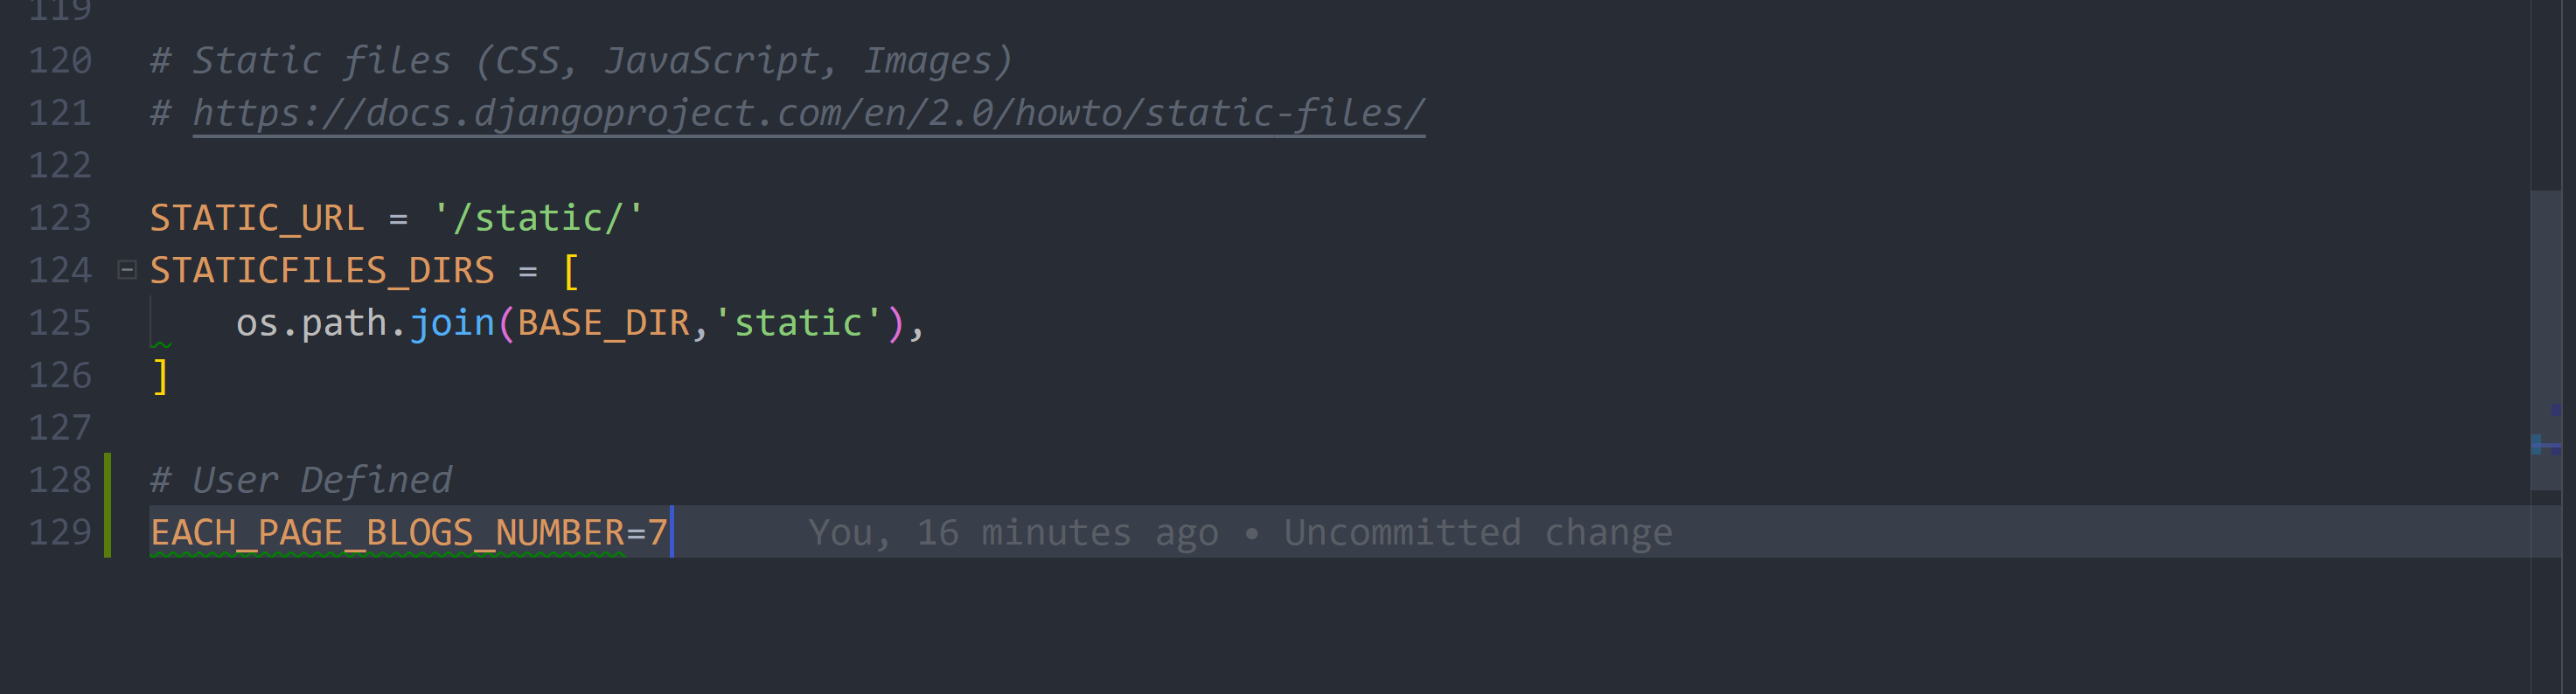 119
120 # Static files (CSS, JavaScript, Images)
121 # https://docs.djangoproject.com/en/2.0/howto/static-files/
122
123 STATIC_URL = '/static/'
124 STATICFILES_DIRS = [
125     os.path.join(BASE_DIR,'static'),
126 ]
127
128 # User Defined
129 EACH_PAGE_BLOGS_NUMBER=7 You, 16 minutes ago • Uncommitted change